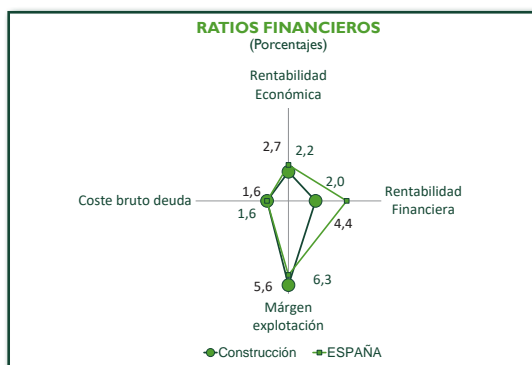 RATIOS FINANCIEROS
(Porcentajes)
Rentabilidad
Económica
2,7
2,2
1,6
2,0
Coste bruto deuda
Rentabilidad
Financiera
1,6
4,4
5,6
6,3
Márgen
explotación
Construcción
ESPAÑA